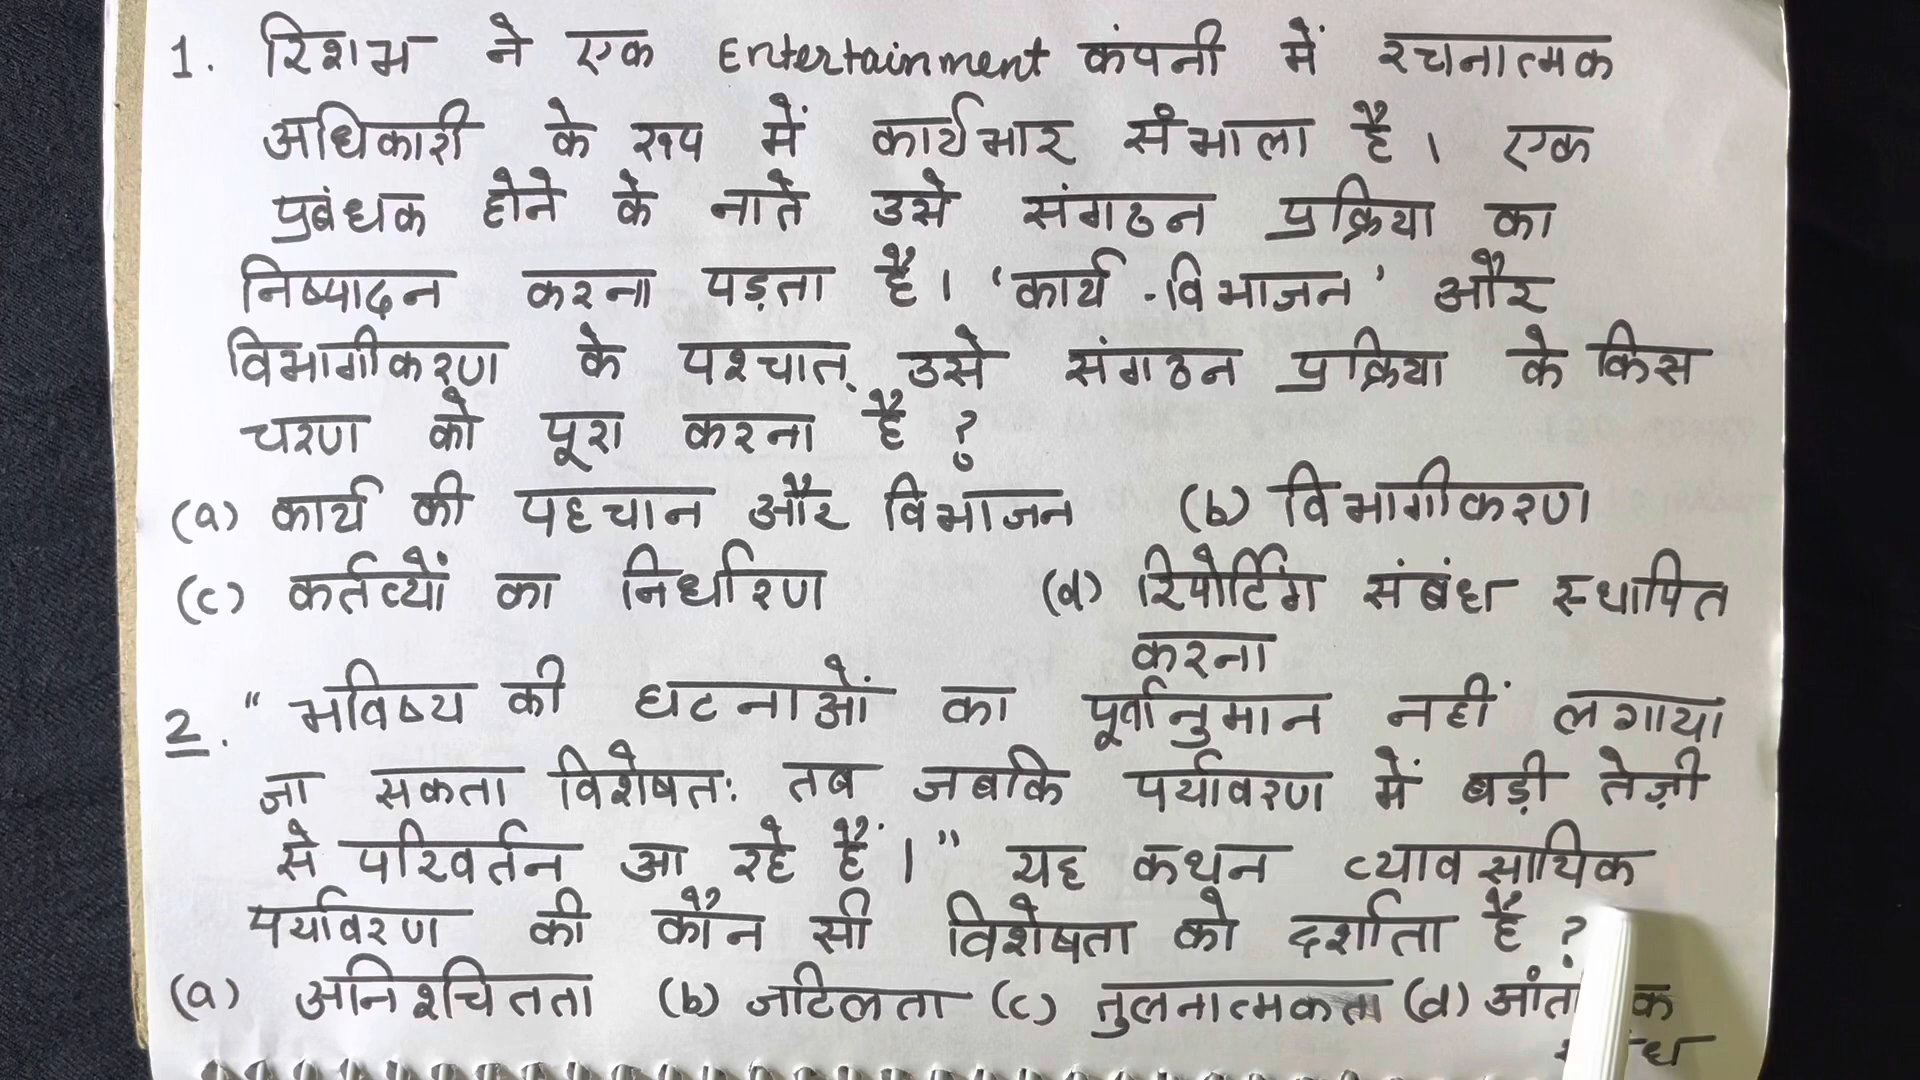 1. रिशभ ने एक Entertainment कंपनी में रचनात्मक
अधिकारी के रूप में कार्यभार संभाला है। एक
प्रबंधक होने के नाते उसे संगठन प्रक्रिया का
निष्पादन करना पड़ता है। 'कार्य-विभाजन' और
विभागीकरण के पश्चात् उसे संगठन प्रक्रिया के किस
चरण को पूरा करना है?
(a) कार्य की पहचान और विभाजन (b) विभागीकरण
(c) कर्तव्यों का निर्धारण (d) रिपोर्टिंग संबंध स्थापित
करना
2. "भविष्य की घटनाओं का पूर्वानुमान नहीं लगाया
जा सकता विशेषतः तब जबकि पर्यावरण में बड़ी तेज़ी
से परिवर्तन आ रहे हैं।" यह कथन व्यावसायिक
पर्यावरण की कौन सी विशेषता को दर्शाता है?
(a) अनिश्चितता (b) जटिलता (c) तुलनात्मकता (d)